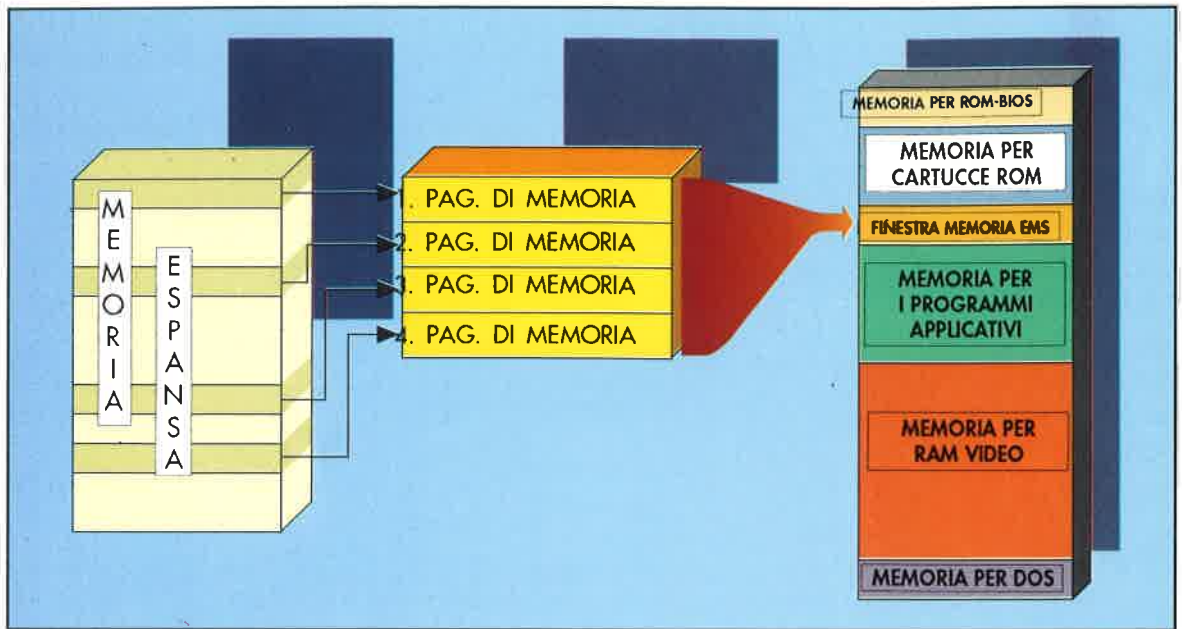 MEMORIA
ESPANSA
1. PAG. DI MEMORIA
2. PAG. DI MEMORIA
3. PAG. DI MEMORIA
4. PAG. DI MEMORIA
MEMORIA PER ROM-BIOS
MEMORIA PER
CARTUCCE ROM
FINESTRA MEMORIA EMS
MEMORIA PER
I PROGRAMMI
APPLICATIVI
MEMORIA PER
RAM VIDEO
MEMORIA PER DOS